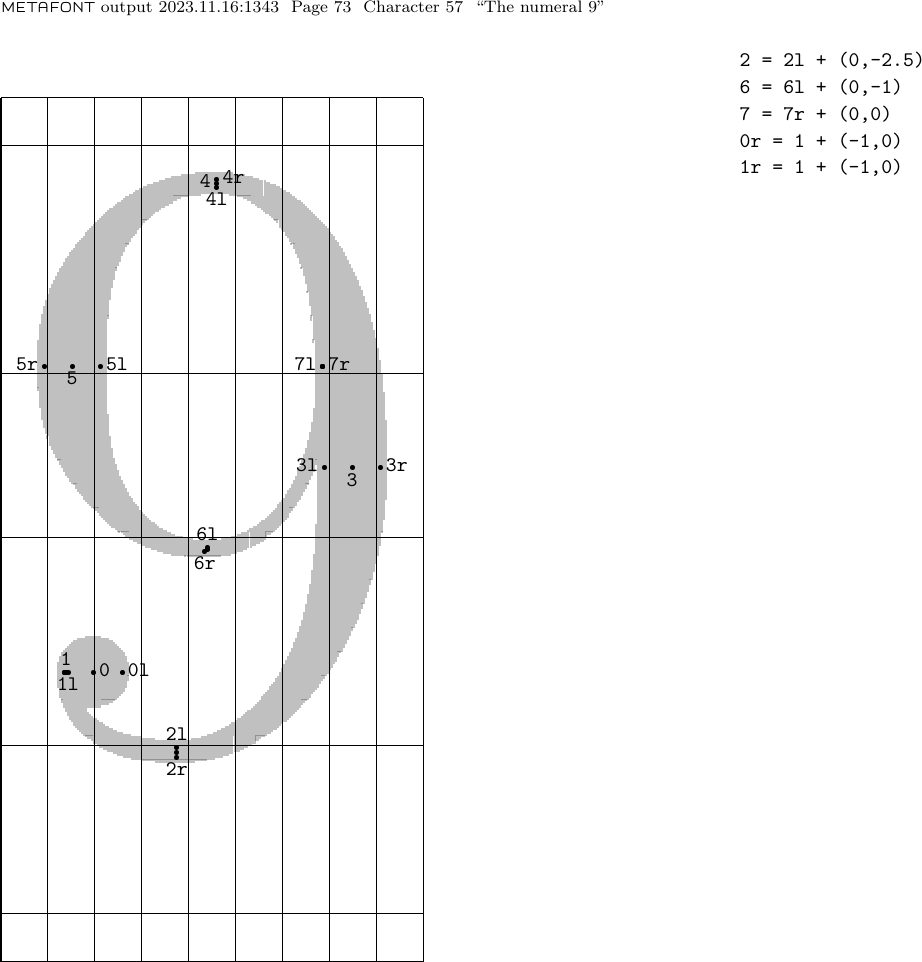 METAFONT output 2023.11.16:1343 Page 73 Character 57 “The numeral 9”
2 = 2l + (0,-2.5)
6 = 6l + (0,-1)
7 = 7r + (0,0)
0r = 1 + (-1,0)
1r = 1 + (-1,0)
4 4r
4l
5r 5l 7l 7r
5
3l 3r
3
6l
6r
1 0 0l
1l
2l
2r